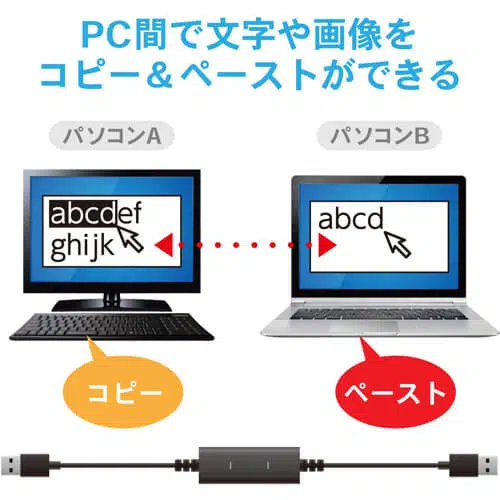 PC間で文字や画像を
コピー＆ペーストができる
パソコンA
パソコンB
abcdef
ghijk
abcd
コピー
ペースト